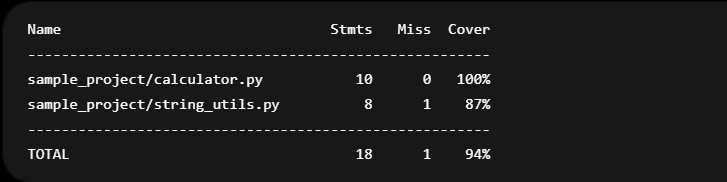 Name                                Stmts   Miss  Cover
-------------------------------------------------------
sample_project/calculator.py           10      0   100%
sample_project/string_utils.py          8      1    87%
-------------------------------------------------------
TOTAL                                  18      1    94%